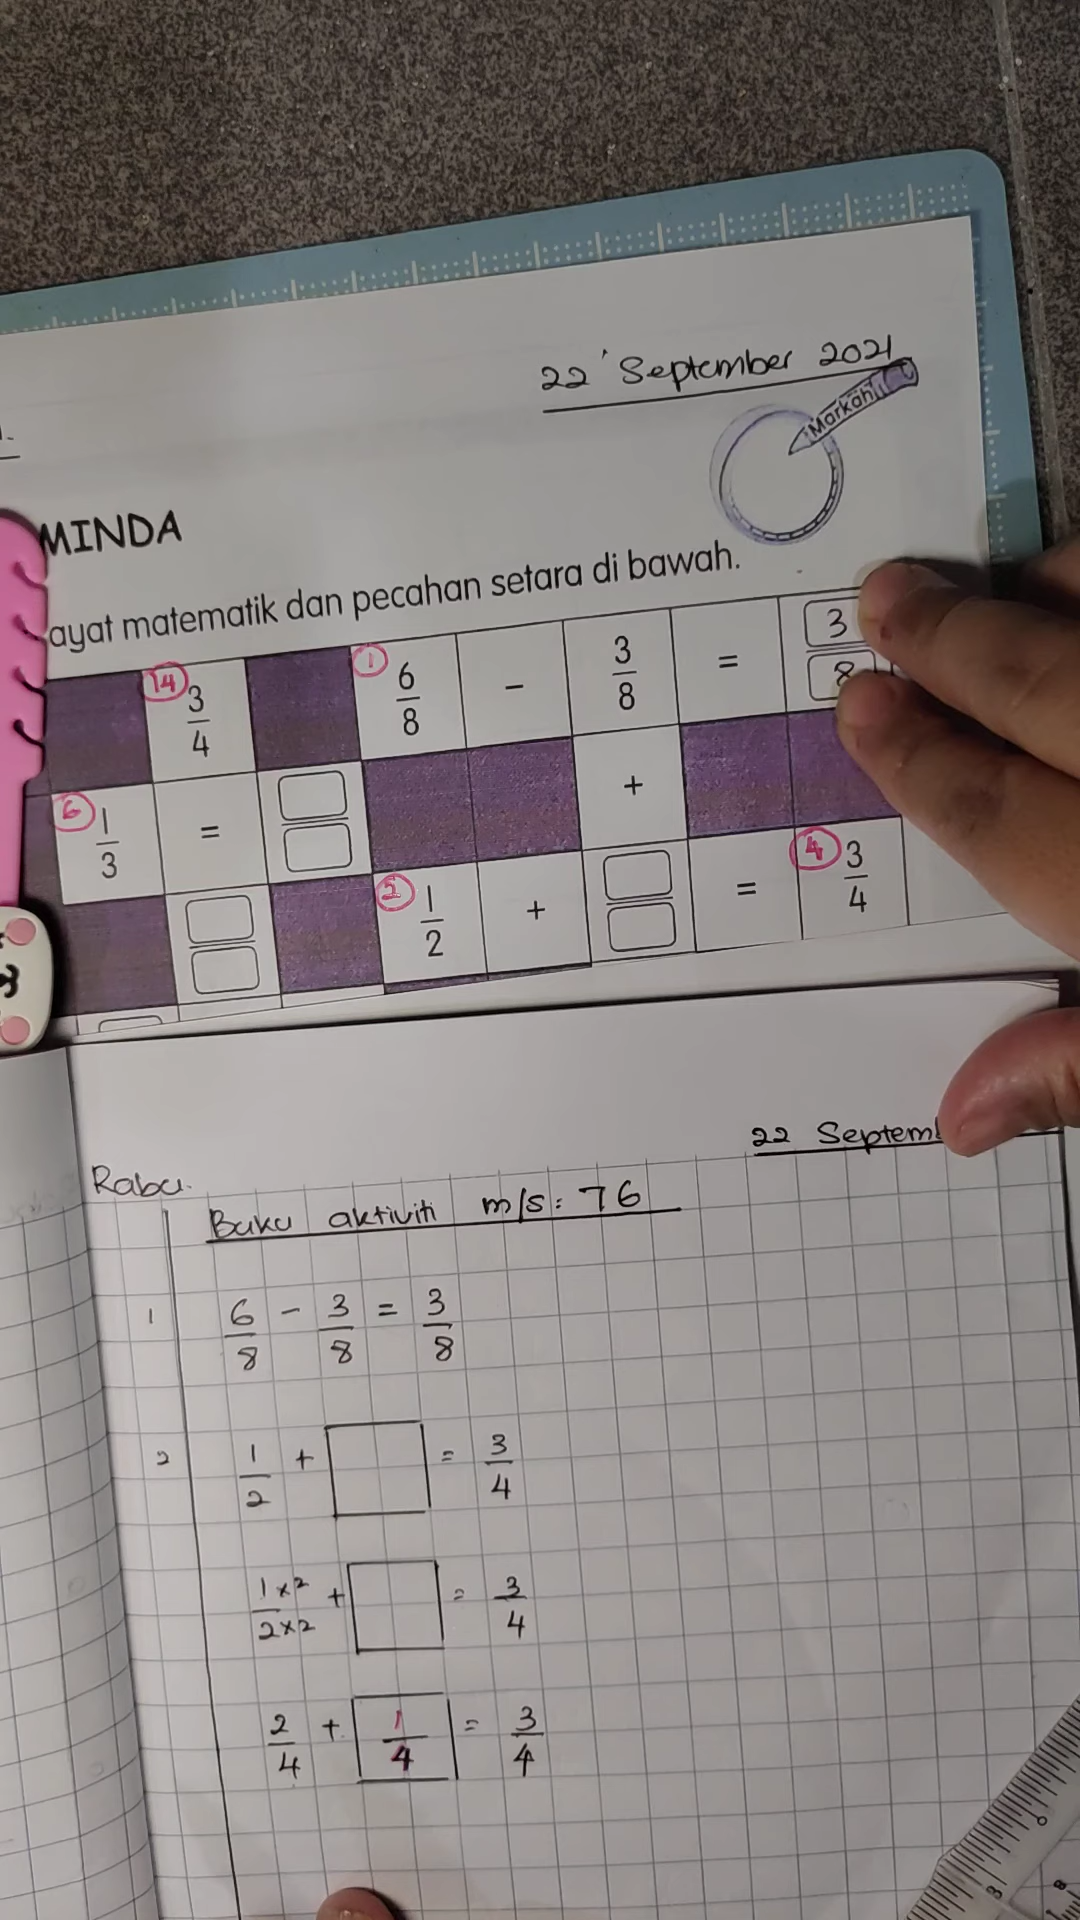 22 September 2021
Markah
MINDA
ayat matematik dan pecahan setara di bawah.
14 3/4 1 6/8 - 3/8 = 3/8
6 1/3 = +
2 1/2 + = 4 3/4
22 Septemb
Rabu.
Buku aktiviti m/s: 76
1 6/8 - 3/8 = 3/8
2 1/2 + = 3/4
1×2/2×2 + = 3/4
2/4 + 1/4 = 3/4